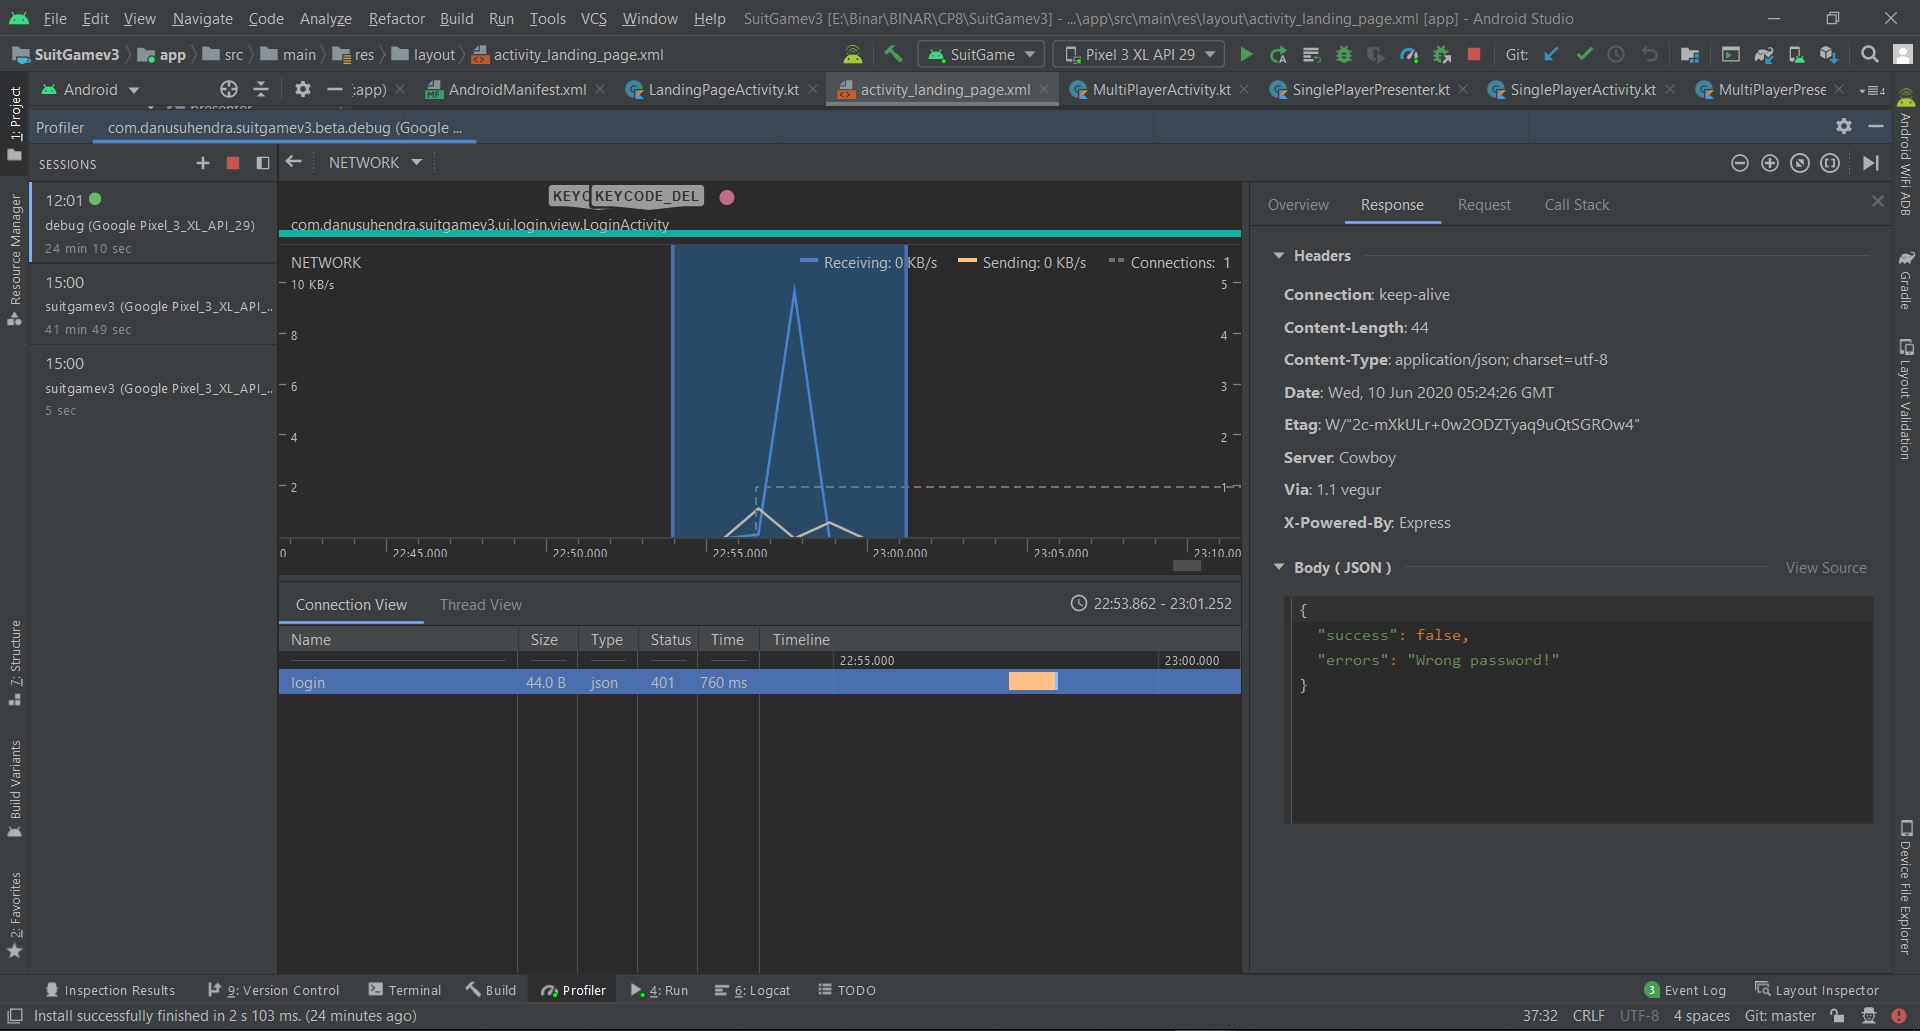 File Edit View Navigate Code Analyze Refactor Build Run Tools VCS Window Help SuitGamev3 [E:\Binar\BINAR\CP8\SuitGamev3] - ...\app\src\main\res\layout\activity_landing_page.xml [app] - Android Studio
SuitGamev3 app src main res layout activity_landing_page.xml SuitGame Pixel 3 XL API 29 Git:
Android :app) AndroidManifest.xml LandingPageActivity.kt activity_landing_page.xml MultiPlayerActivity.kt SinglePlayerPresenter.kt SinglePlayerActivity.kt MultiPlayerPrese 4
Profiler com.danusuhendra.suitgamev3.beta.debug (Google ...
SESSIONS
NETWORK
12:01
debug (Google Pixel_3_XL_API_29)
24 min 10 sec
15:00
suitgamev3 (Google Pixel_3_XL_API_..
41 min 49 sec
15:00
suitgamev3 (Google Pixel_3_XL_API_..
5 sec
KEYC KEYCODE_DEL
com.danusuhendra.suitgamev3.ui.login.view.LoginActivity
NETWORK Receiving: 0 KB/s Sending: 0 KB/s Connections: 1
10 KB/s 5
8 4
6 3
4 2
2 1
0 22:45.000 22:50.000 22:55.000 23:00.000 23:05.000 23:10.00
Connection View Thread View 22:53.862 - 23:01.252
Name Size Type Status Time Timeline
22:55.000 23:00.000
login 44.0 B json 401 760 ms
Overview Response Request Call Stack
Headers
Connection: keep-alive
Content-Length: 44
Content-Type: application/json; charset=utf-8
Date: Wed, 10 Jun 2020 05:24:26 GMT
Etag: W/"2c-mXkULr+0w2ODZTyaq9uQtSGROw4"
Server: Cowboy
Via: 1.1 vegur
X-Powered-By: Express
Body ( JSON ) View Source
{
"success": false,
"errors": "Wrong password!"
}
1: Project
Resource Manager
7: Structure
Build Variants
2: Favorites
Android WiFi ADB
Gradle
Layout Validation
Device File Explorer
Inspection Results 9: Version Control Terminal Build Profiler 4: Run 6: Logcat TODO 3 Event Log Layout Inspector
Install successfully finished in 2 s 103 ms. (24 minutes ago) 37:32 CRLF UTF-8 4 spaces Git: master